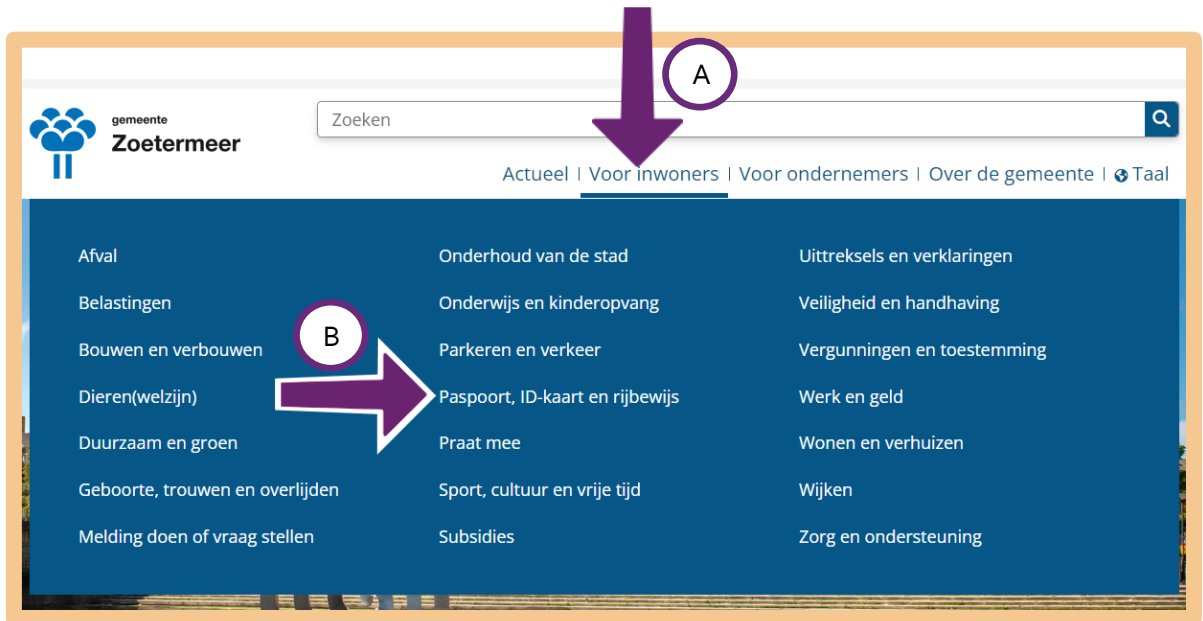 A
gemeente
Zoetermeer
Zoeken
Actueel | Voor inwoners | Voor ondernemers | Over de gemeente | Taal
Afval
Belastingen
Bouwen en verbouwen
Dieren(welzijn)
Duurzaam en groen
Geboorte, trouwen en overlijden
Melding doen of vraag stellen
B
Onderhoud van de stad
Onderwijs en kinderopvang
Parkeren en verkeer
Paspoort, ID-kaart en rijbewijs
Praat mee
Sport, cultuur en vrije tijd
Subsidies
Uittreksels en verklaringen
Veiligheid en handhaving
Vergunningen en toestemming
Werk en geld
Wonen en verhuizen
Wijken
Zorg en ondersteuning